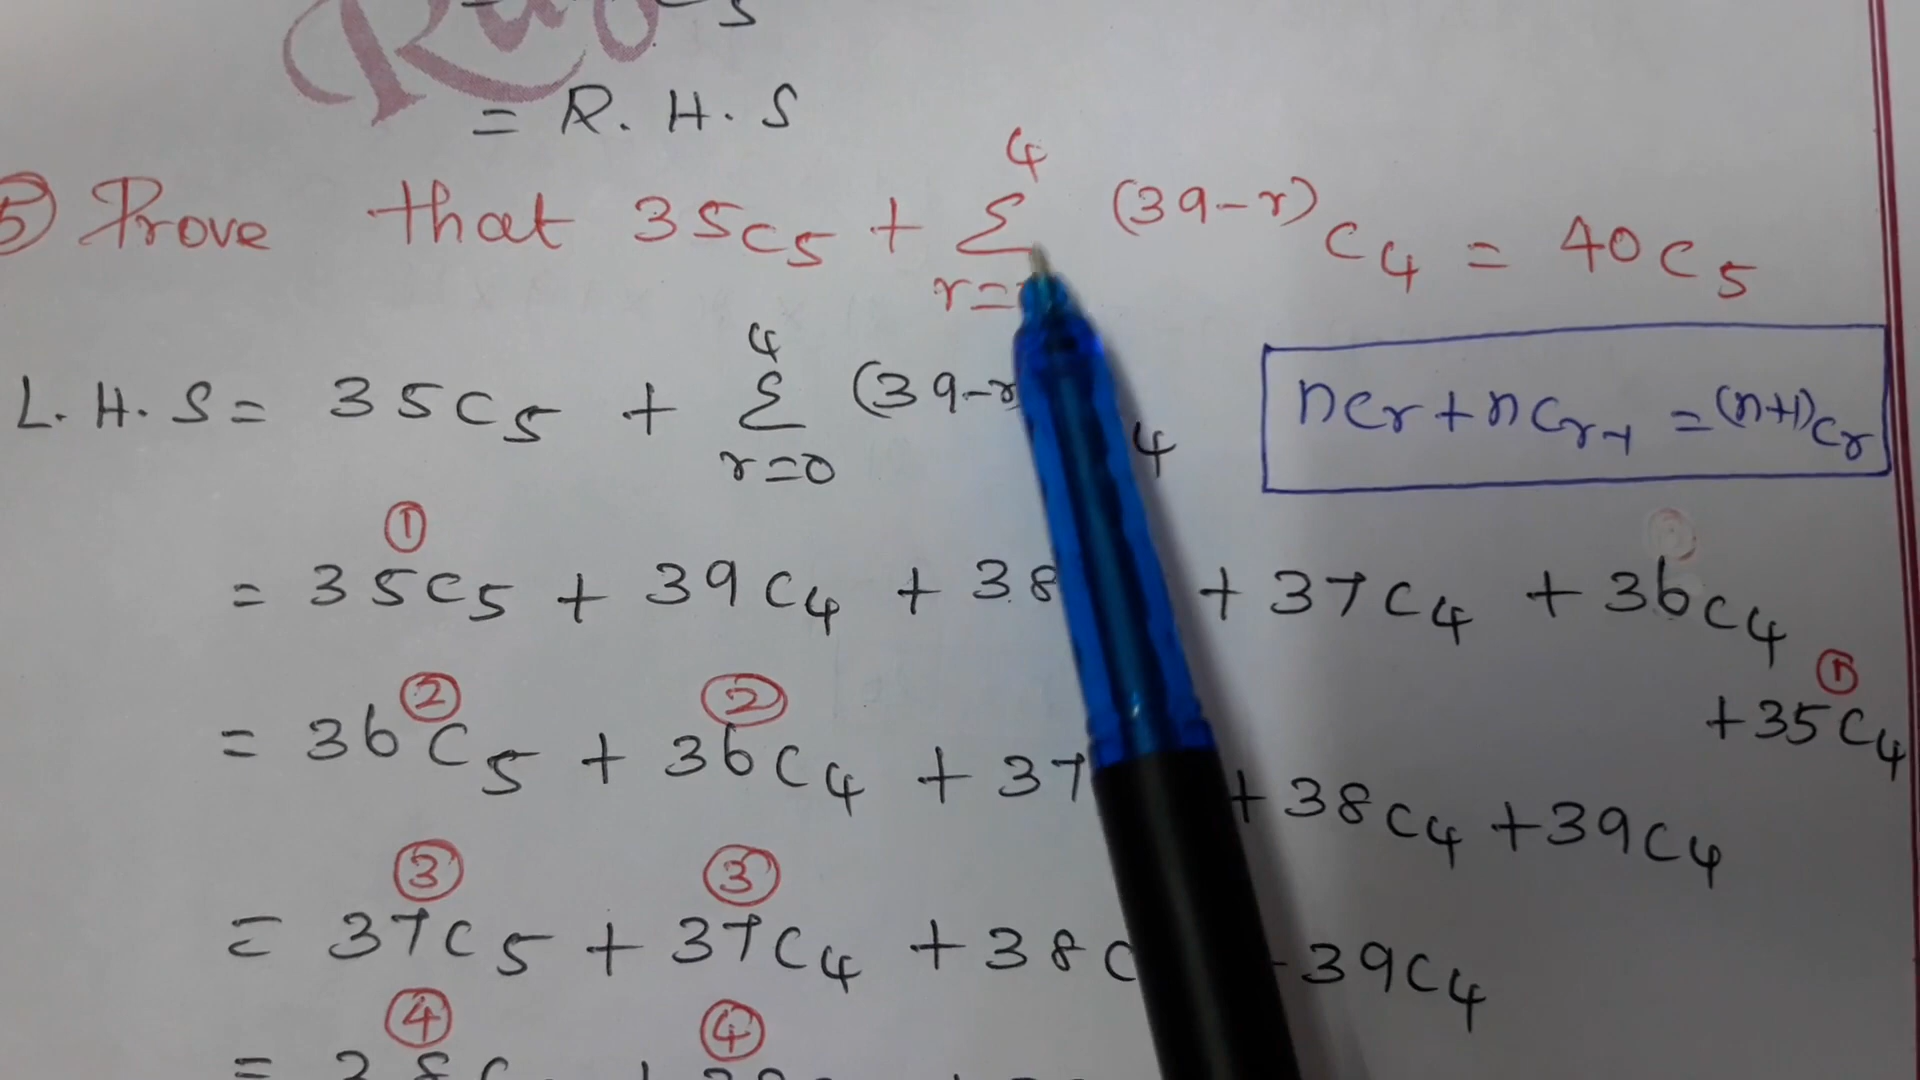 = R.H.S
5) Prove that 35C5 + 4 Σ r= (39-r)C4 = 40C5
L.H.S = 35C5 + 4 Σ r=0 (39-r 4
nCr + nCr-1 = (n+1)Cr
①
= 35C5 + 39C4 + 38 + 37C4 + 36C4
① +35C4
② ②
= 36C5 + 36C4 + 37 + 38C4 + 39C4
③ ③
= 37C5 + 37C4 + 38C 39C4
④ ④